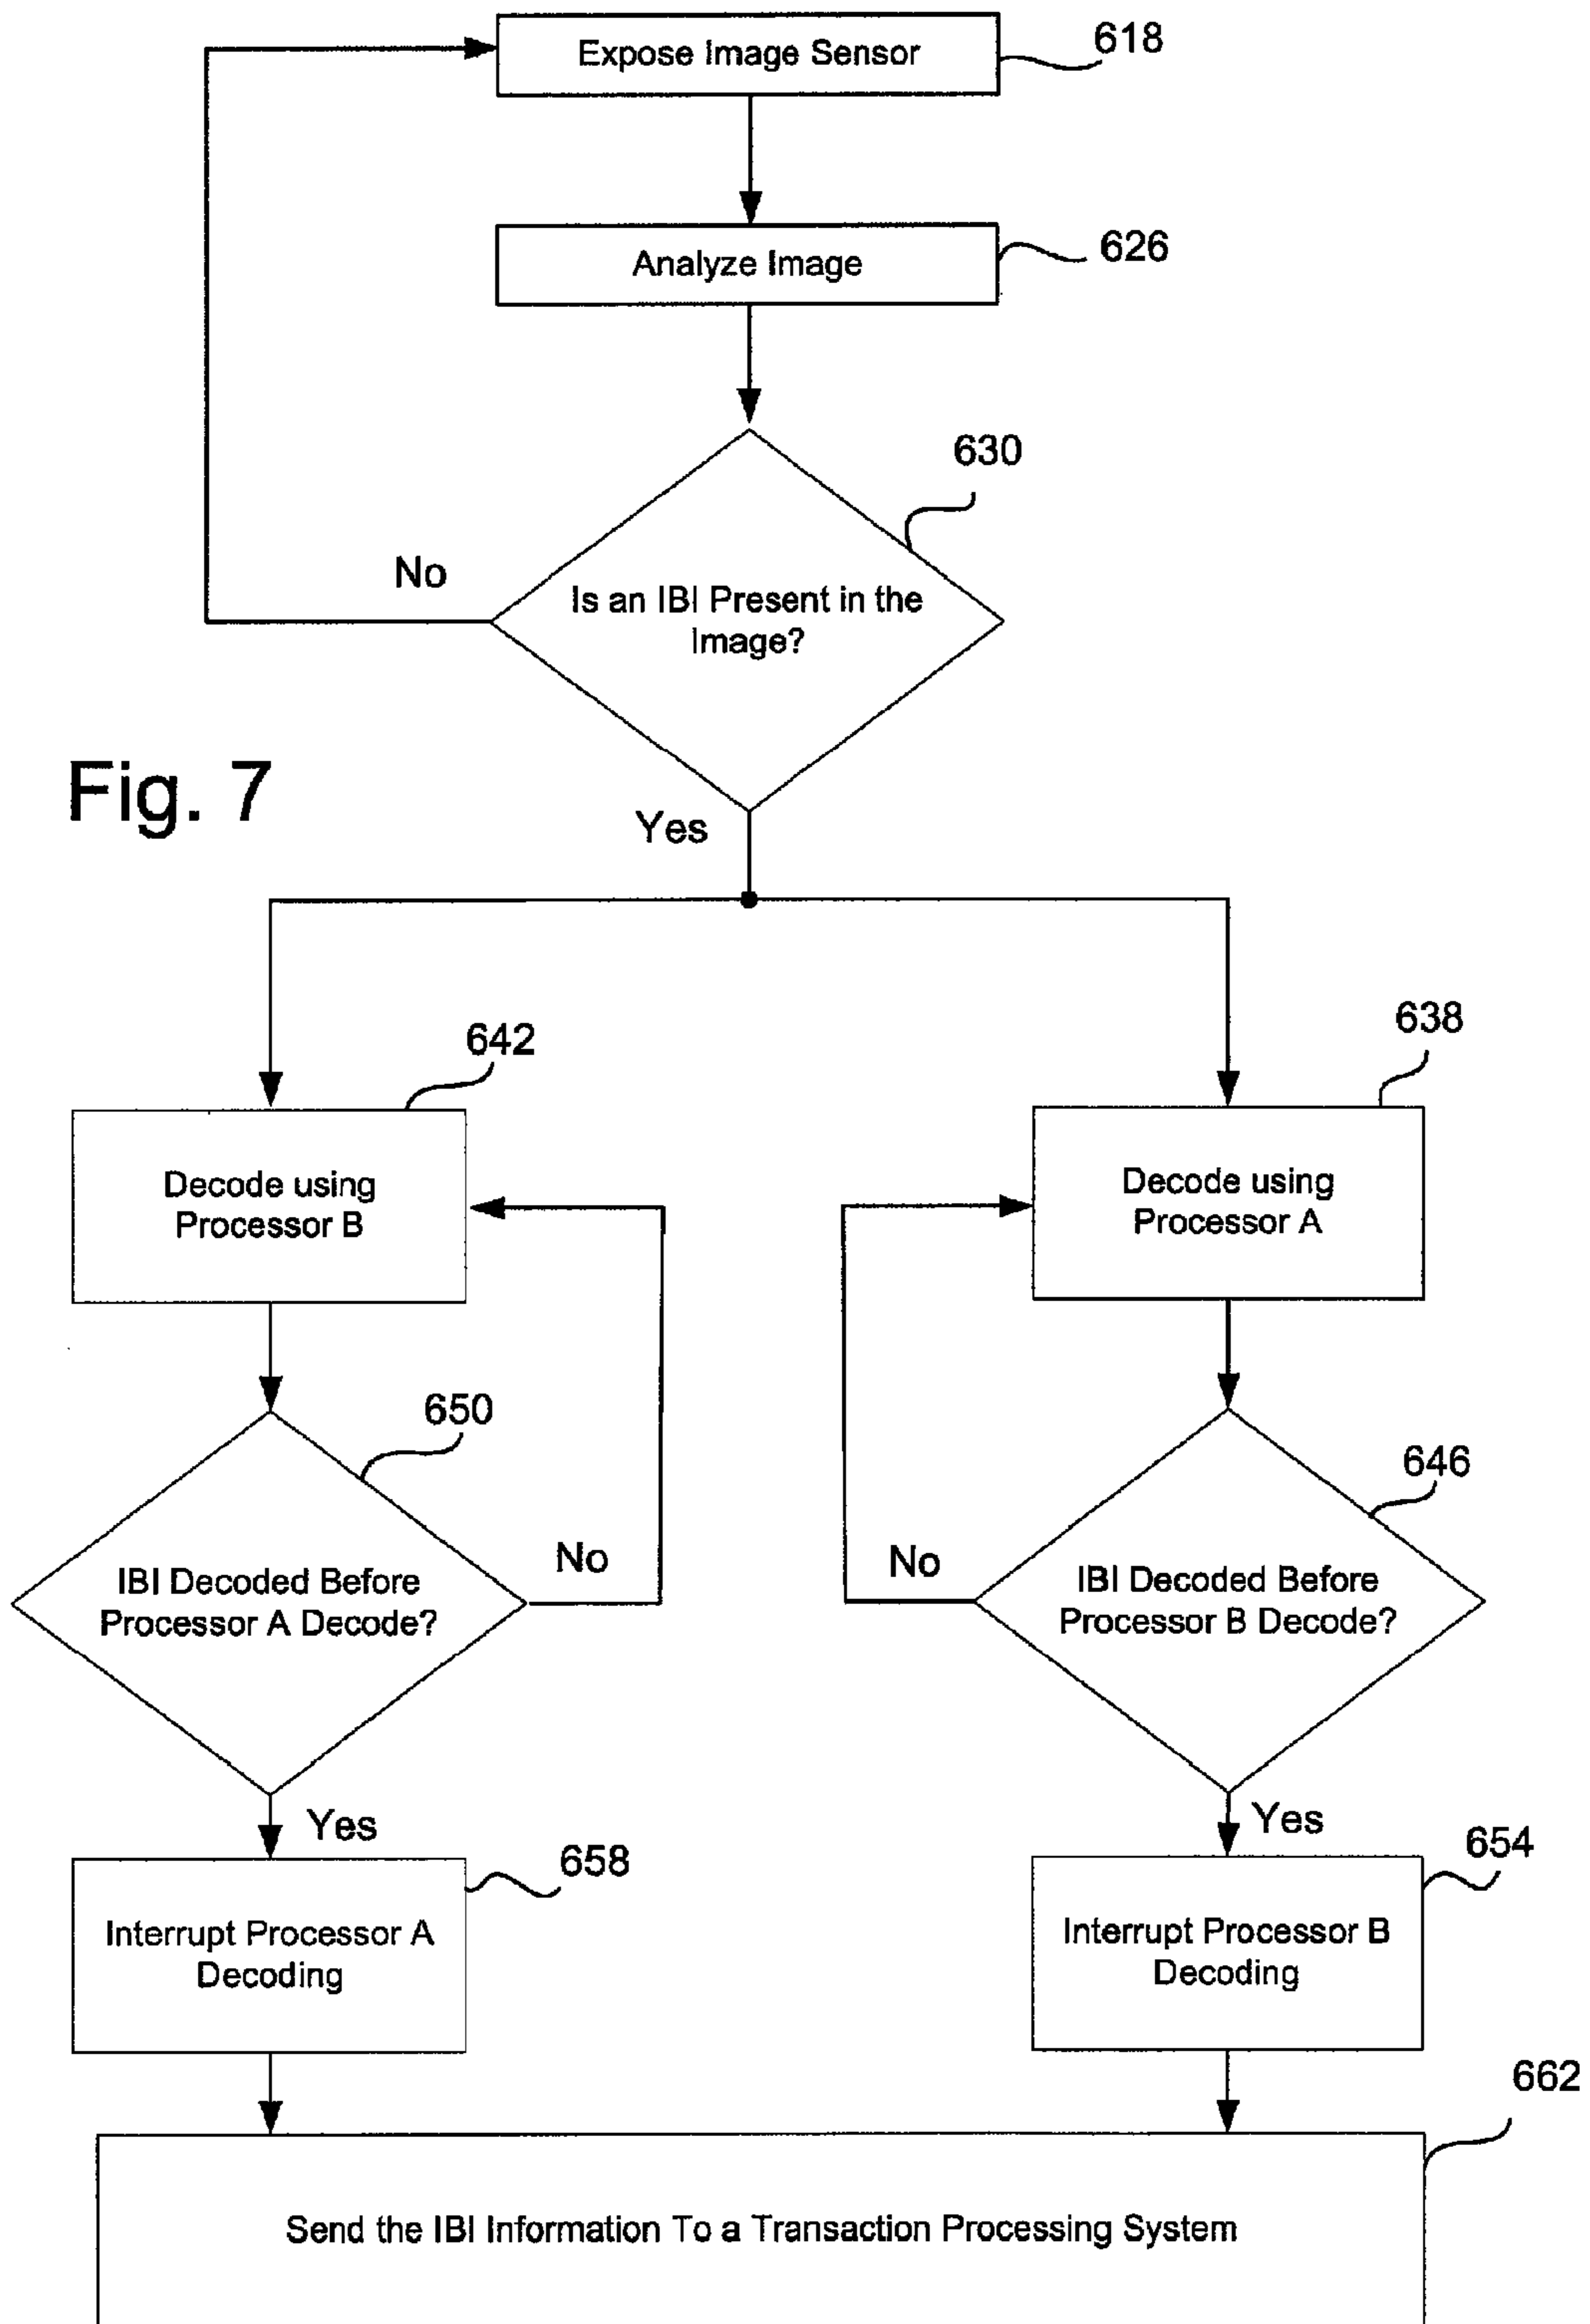 Expose Image Sensor
618
Analyze Image
626
630
Is an IBI Present in the
Image?
No
Fig. 7
Yes
642
638
Decode using
Processor B
Decode using
Processor A
650
646
IBI Decoded Before
Processor A Decode?
No
No
IBI Decoded Before
Processor B Decode?
Yes
Yes
658
654
Interrupt Processor A
Decoding
Interrupt Processor B
Decoding
662
Send the IBI Information To a Transaction Processing System